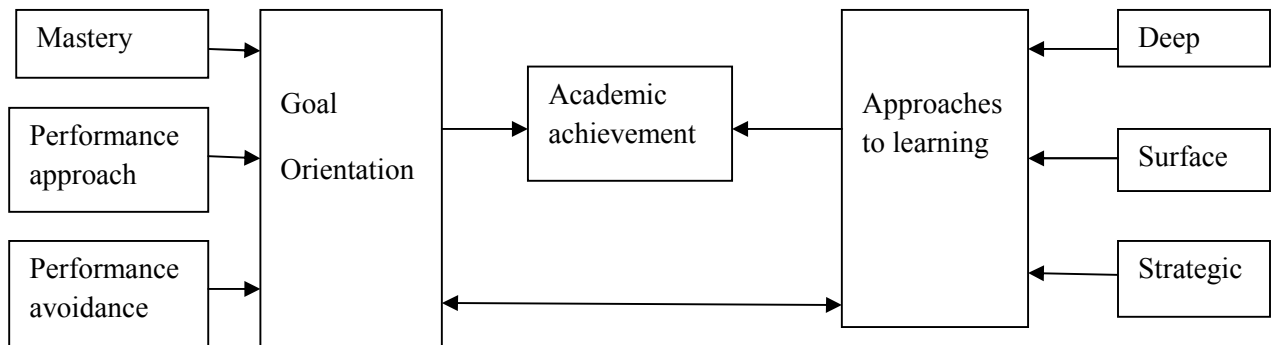 Mastery
Performance
approach
Performance
avoidance
Goal
Orientation
Academic
achievement
Approaches
to learning
Deep
Surface
Strategic